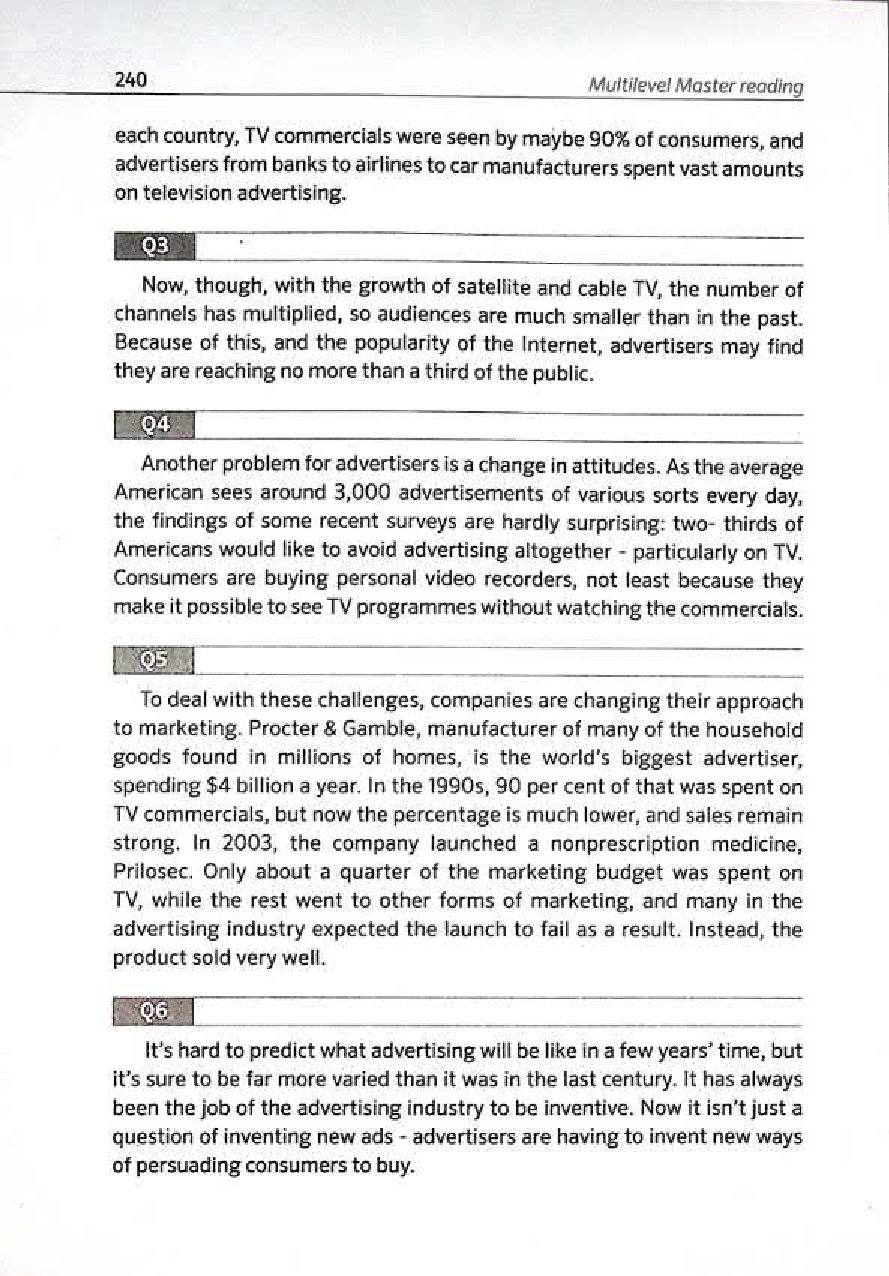 240
Multilevel Master reading
each country, TV commercials were seen by maybe 90% of consumers, and
advertisers from banks to airlines to car manufacturers spent vast amounts
on television advertising.
Q3
Now, though, with the growth of satellite and cable TV, the number of
channels has multiplied, so audiences are much smaller than in the past.
Because of this, and the popularity of the Internet, advertisers may find
they are reaching no more than a third of the public.
Q4
Another problem for advertisers is a change in attitudes. As the average
American sees around 3,000 advertisements of various sorts every day,
the findings of some recent surveys are hardly surprising: two- thirds of
Americans would like to avoid advertising altogether - particularly on TV.
Consumers are buying personal video recorders, not least because they
make it possible to see TV programmes without watching the commercials.
Q5
To deal with these challenges, companies are changing their approach
to marketing. Procter & Gamble, manufacturer of many of the household
goods found in millions of homes, is the world's biggest advertiser,
spending $4 billion a year. In the 1990s, 90 per cent of that was spent on
TV commercials, but now the percentage is much lower, and sales remain
strong. In 2003, the company launched a nonprescription medicine,
Prilosec. Only about a quarter of the marketing budget was spent on
TV, while the rest went to other forms of marketing, and many in the
advertising industry expected the launch to fail as a result. Instead, the
product sold very well.
Q6
It's hard to predict what advertising will be like in a few years' time, but
it's sure to be far more varied than it was in the last century. It has always
been the job of the advertising industry to be inventive. Now it isn't just a
question of inventing new ads - advertisers are having to invent new ways
of persuading consumers to buy.